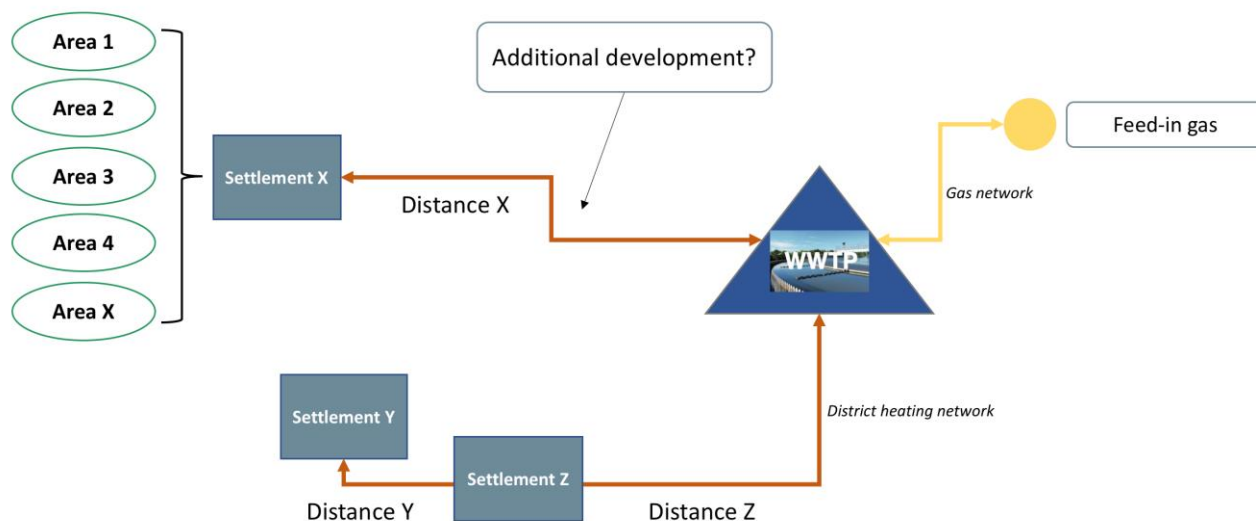 Area 1
Area 2
Area 3
Area 4
Area X
Settlement X
Distance X
Additional development?
WWTP
Gas network
Feed-in gas
District heating network
Settlement Y
Settlement Z
Distance Y
Distance Z